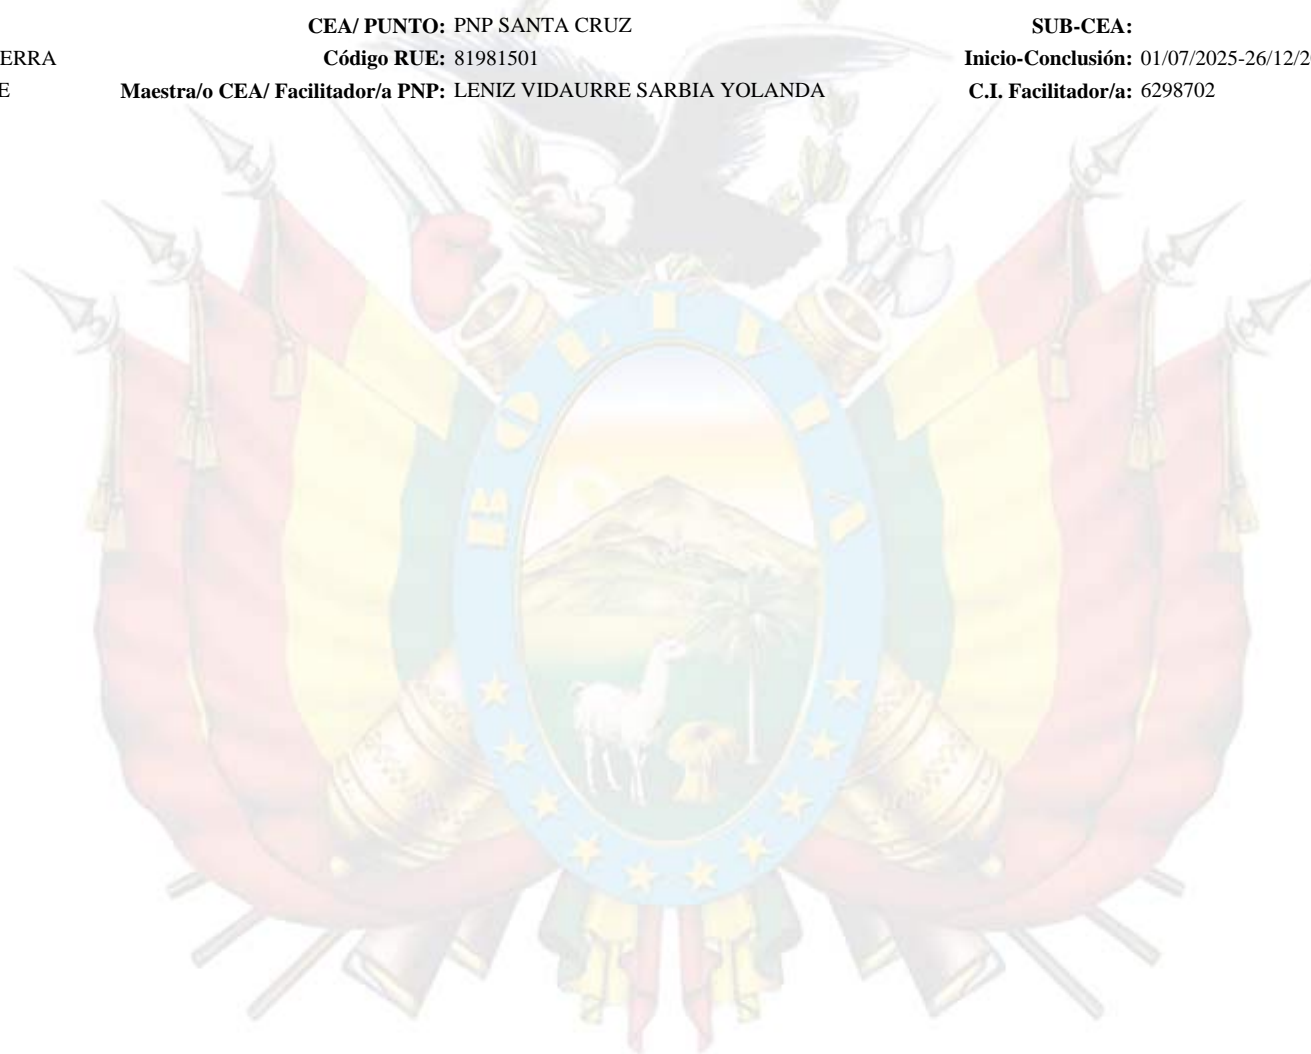 CEA/ PUNTO: PNP SANTA CRUZ SUB-CEA:
ERRA Código RUE: 81981501 Inicio-Conclusión: 01/07/2025-26/12/2
E Maestra/o CEA/ Facilitador/a PNP: LENIZ VIDAURRE SARBIA YOLANDA C.I. Facilitador/a: 6298702
BOLIVIA